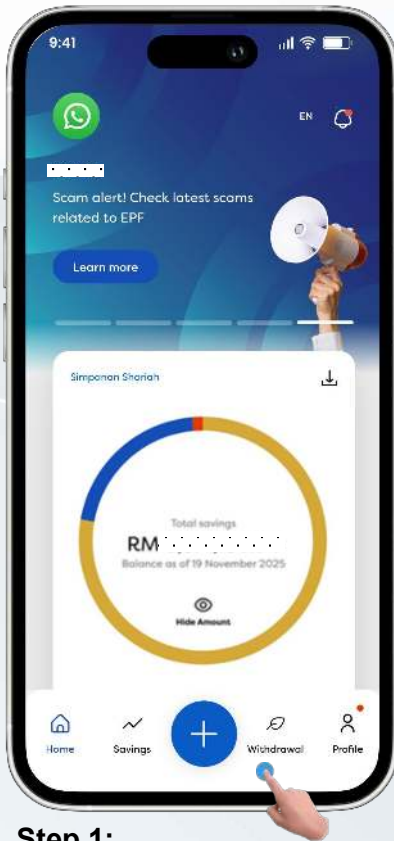 9:41
EN
Scam alert! Check latest scams
related to EPF
Learn more
Simpanan Shariah
Total savings
RM
Balance as of 19 November 2025
Hide Amount
Home
Savings
Withdrawal
Profile
Step 1: